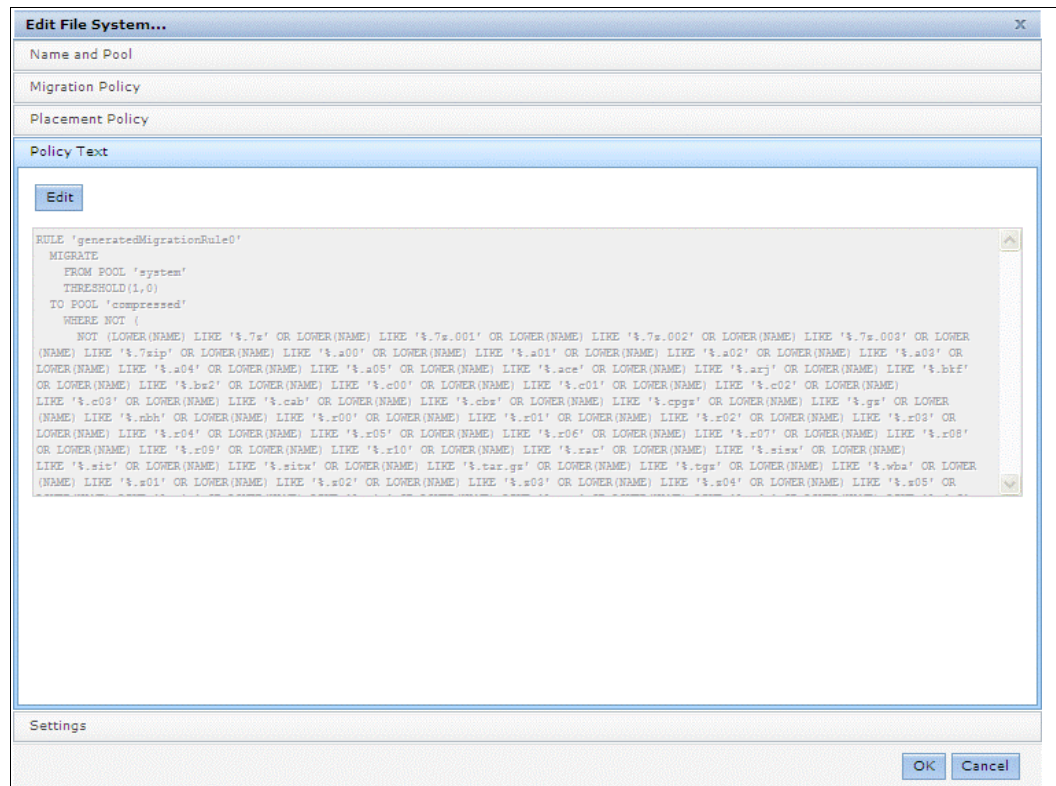 Edit File System...
x
Name and Pool
Migration Policy
Placement Policy
Policy Text
Edit
RULE 'generatedMigrationRule0'
MIGRATE
FROM POOL 'system'
THRESHOLD(1,0)
TO POOL 'compressed'
WHERE NOT (
NOT (LOWER(NAME) LIKE '%.7z' OR LOWER(NAME) LIKE '%.7z.001' OR LOWER(NAME) LIKE '%.7z.002' OR LOWER(NAME) LIKE '%.7z.003' OR LOWER
(NAME) LIKE '%.7zip' OR LOWER(NAME) LIKE '%.a00' OR LOWER(NAME) LIKE '%.a01' OR LOWER(NAME) LIKE '%.a02' OR LOWER(NAME) LIKE '%.a03' OR
LOWER(NAME) LIKE '%.a04' OR LOWER(NAME) LIKE '%.a05' OR LOWER(NAME) LIKE '%.ace' OR LOWER(NAME) LIKE '%.arj' OR LOWER(NAME) LIKE '%.bkf'
OR LOWER(NAME) LIKE '%.bz2' OR LOWER(NAME) LIKE '%.c00' OR LOWER(NAME) LIKE '%.c01' OR LOWER(NAME) LIKE '%.c02' OR LOWER(NAME)
LIKE '%.c03' OR LOWER(NAME) LIKE '%.cab' OR LOWER(NAME) LIKE '%.cbz' OR LOWER(NAME) LIKE '%.cpgz' OR LOWER(NAME) LIKE '%.gz' OR LOWER
(NAME) LIKE '%.nbh' OR LOWER(NAME) LIKE '%.r00' OR LOWER(NAME) LIKE '%.r01' OR LOWER(NAME) LIKE '%.r02' OR LOWER(NAME) LIKE '%.r03' OR
LOWER(NAME) LIKE '%.r04' OR LOWER(NAME) LIKE '%.r05' OR LOWER(NAME) LIKE '%.r06' OR LOWER(NAME) LIKE '%.r07' OR LOWER(NAME) LIKE '%.r08'
OR LOWER(NAME) LIKE '%.r09' OR LOWER(NAME) LIKE '%.r10' OR LOWER(NAME) LIKE '%.rar' OR LOWER(NAME) LIKE '%.sisx' OR LOWER(NAME)
LIKE '%.sit' OR LOWER(NAME) LIKE '%.sitx' OR LOWER(NAME) LIKE '%.tar.gz' OR LOWER(NAME) LIKE '%.tgz' OR LOWER(NAME) LIKE '%.wba' OR LOWER
(NAME) LIKE '%.z01' OR LOWER(NAME) LIKE '%.z02' OR LOWER(NAME) LIKE '%.z03' OR LOWER(NAME) LIKE '%.z04' OR LOWER(NAME) LIKE '%.z05' OR
Settings
OK Cancel